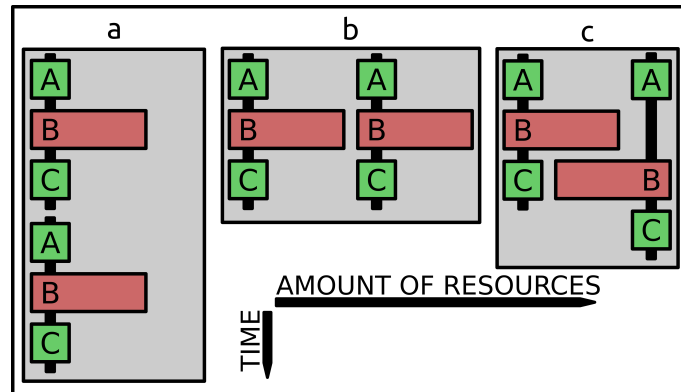 a b c
A A A A A
B B B B
C C C B
A C
B
C
AMOUNT OF RESOURCES
TIME